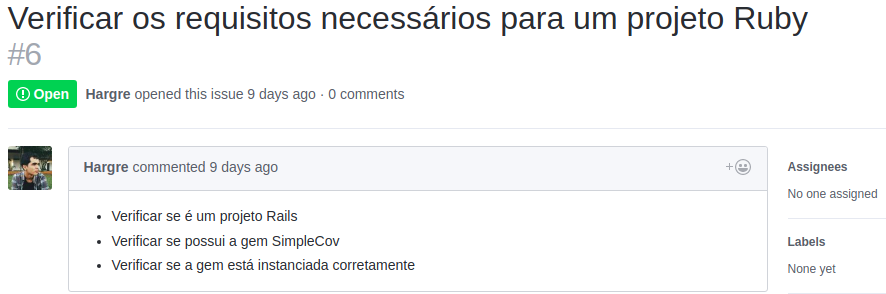 Verificar os requisitos necessários para um projeto Ruby
#6
Open Hargre opened this issue 9 days ago · 0 comments
Hargre commented 9 days ago
Assignees
No one assigned
• Verificar se é um projeto Rails
• Verificar se possui a gem SimpleCov
• Verificar se a gem está instanciada corretamente
Labels
None yet